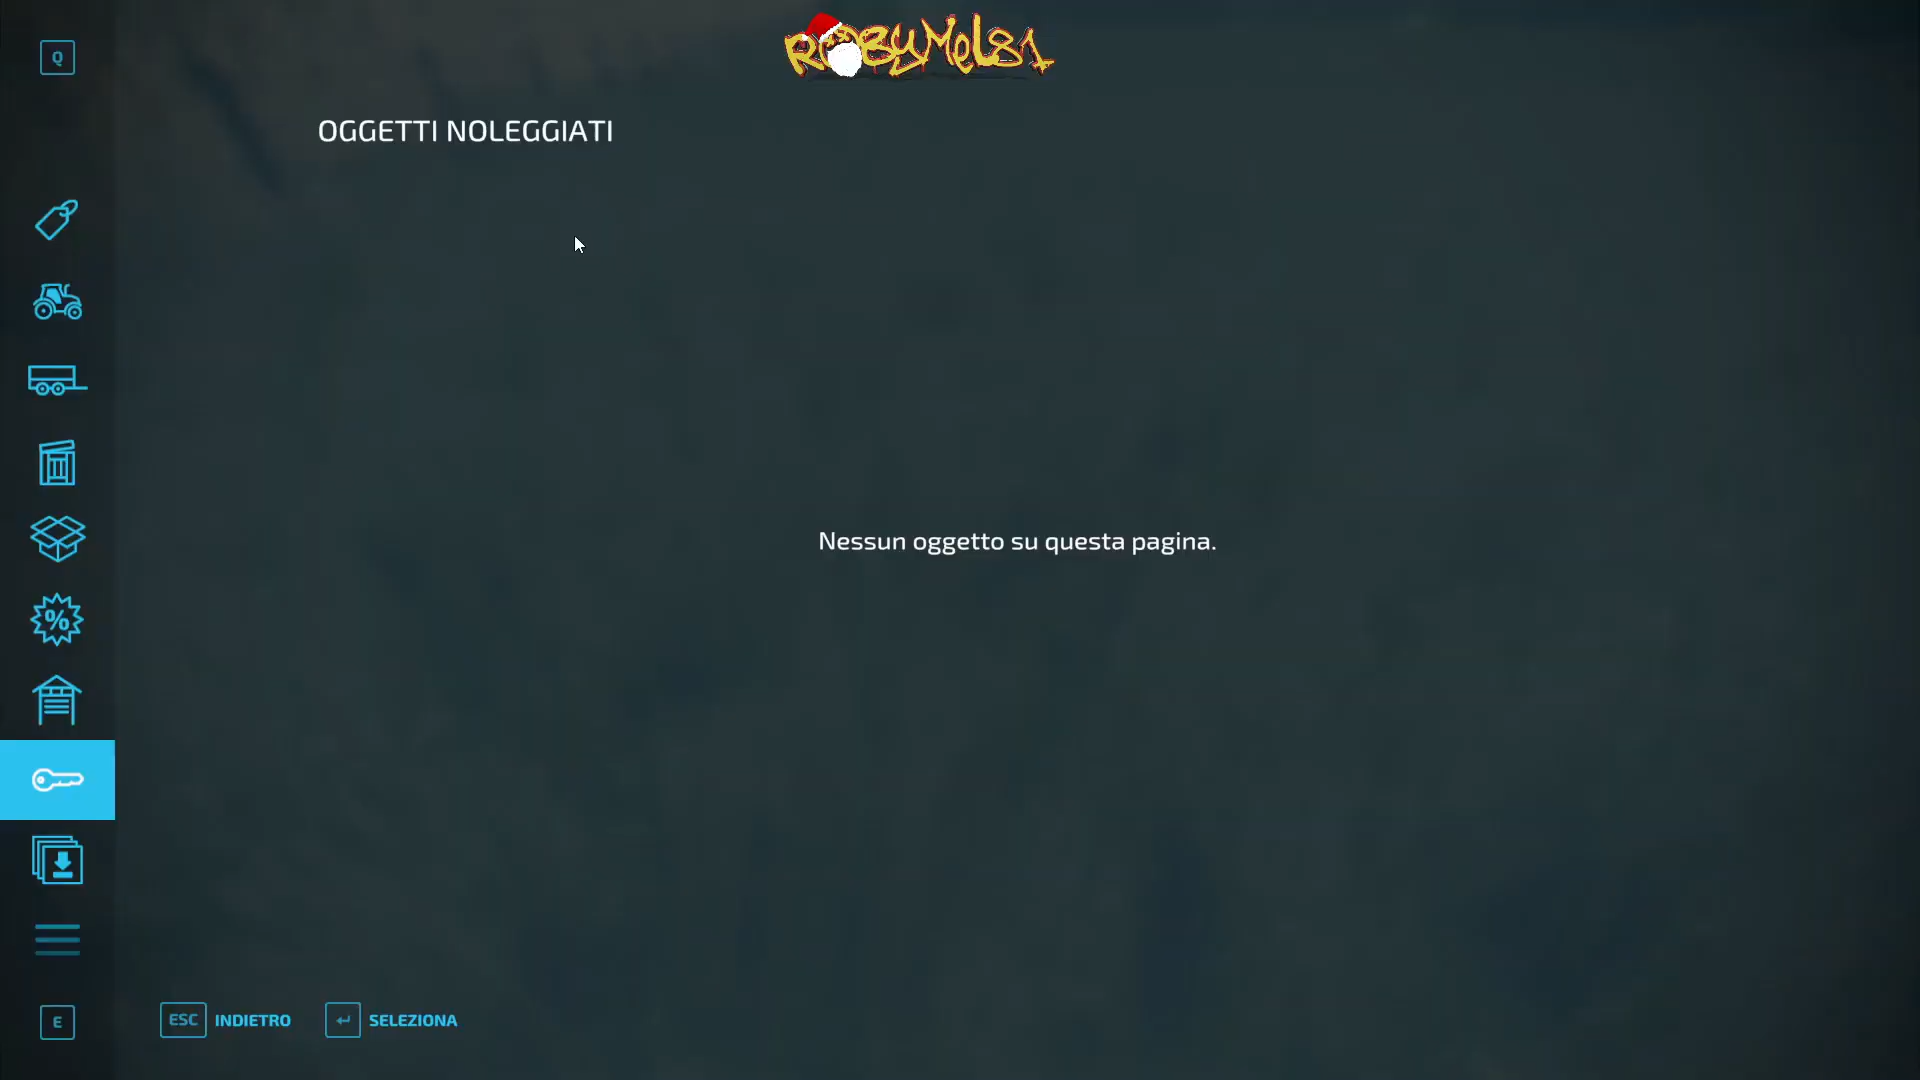 Q
RobyMel81
OGGETTI NOLEGGIATI
%
Nessun oggetto su questa pagina.
E
ESC INDIETRO
SELEZIONA